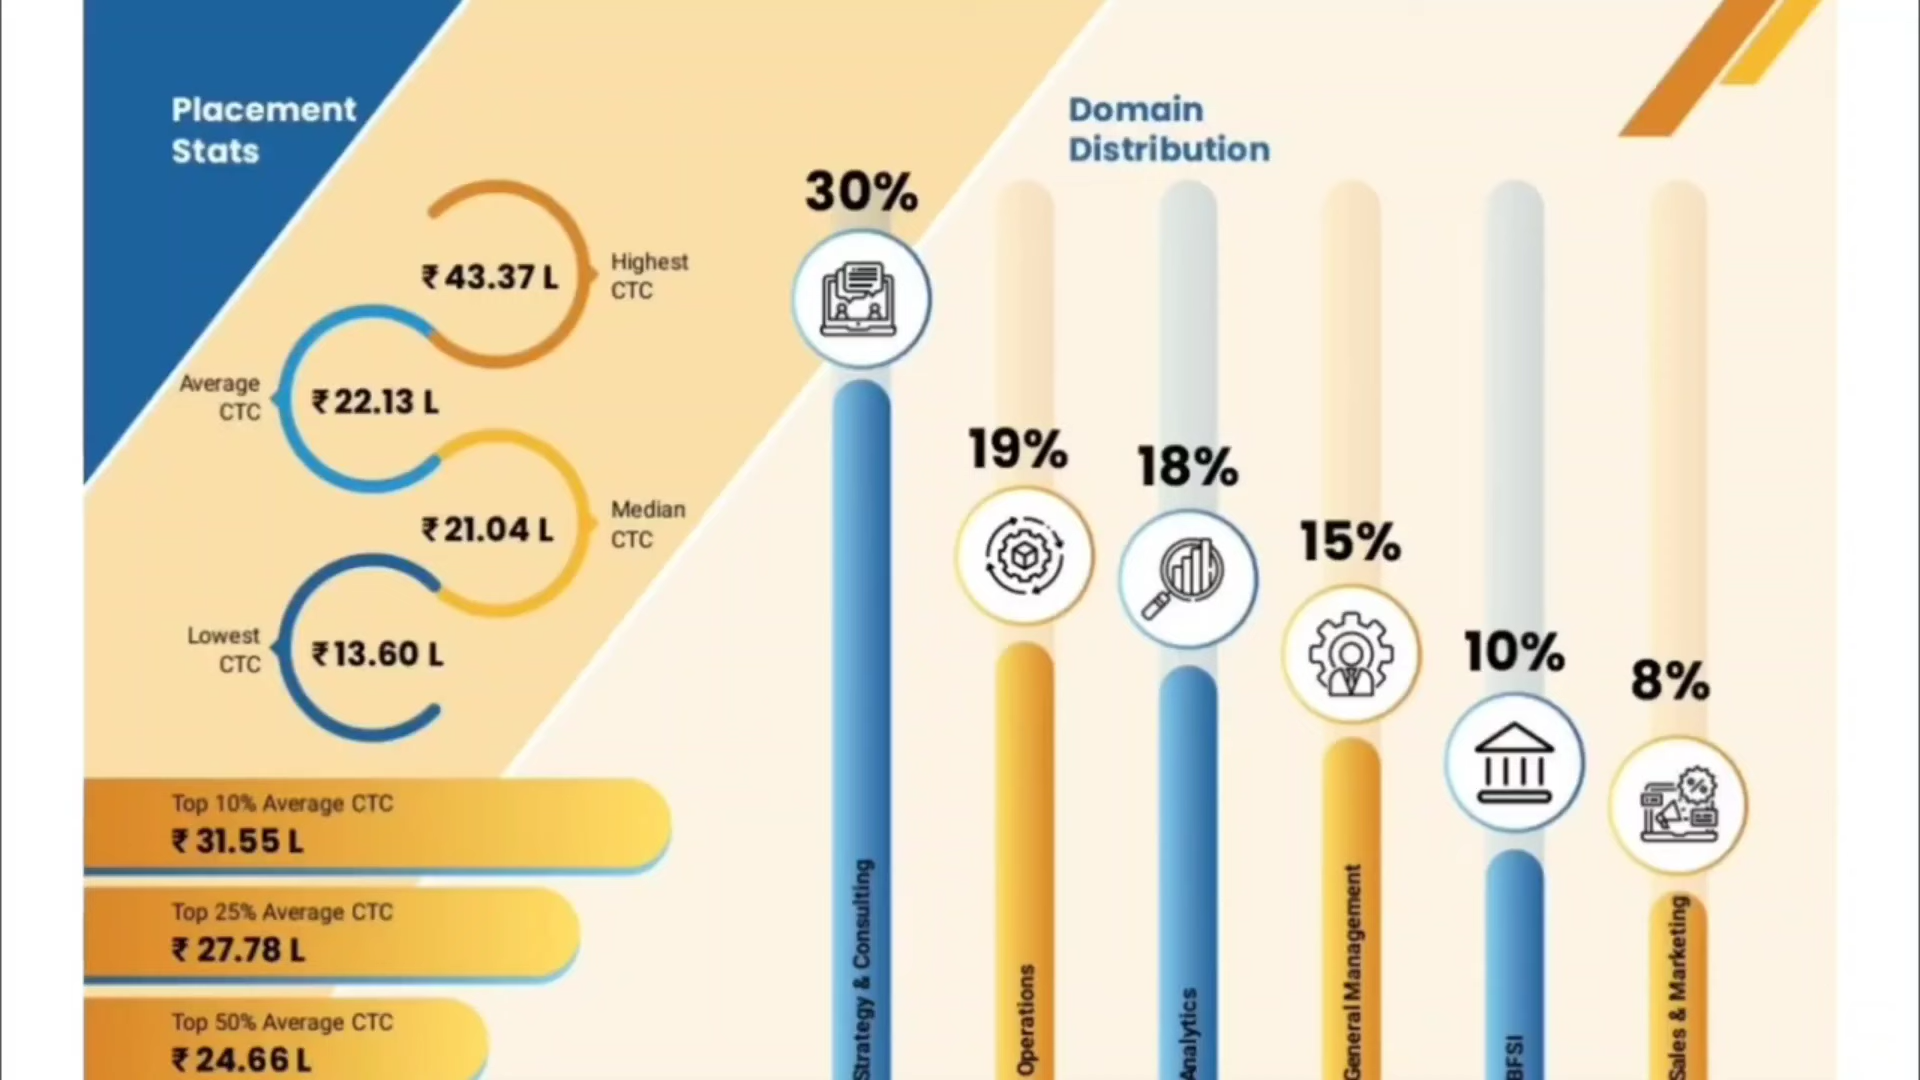 Placement
Stats
₹ 43.37 L
Highest
CTC
Average
CTC
₹ 22.13 L
₹ 21.04 L
Median
CTC
Lowest
CTC
₹ 13.60 L
Top 10% Average CTC
₹ 31.55 L
Top 25% Average CTC
₹ 27.78 L
Top 50% Average CTC
₹ 24.66 L
Domain
Distribution
30%
Strategy & Consulting
19%
Operations
18%
Analytics
15%
General Management
10%
BFSI
8%
Sales & Marketing
%